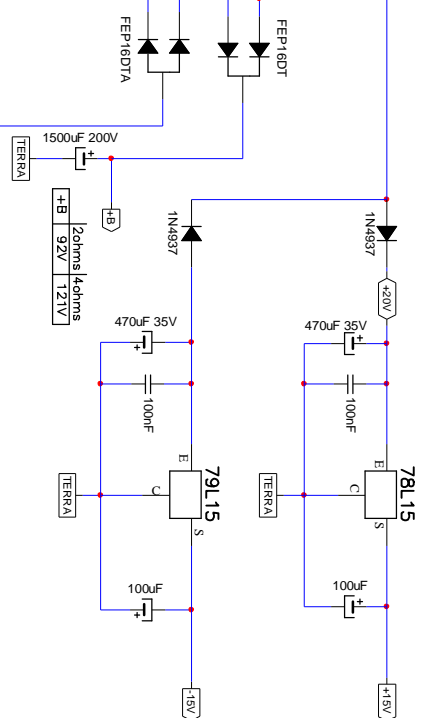 FEP16DTA
FEP16DT
1500uF 200V
TERRA
+B
+B
2ohms 4ohms
92V 121V
1N4937
1N4937
+20V
470uF 35V
100nF
470uF 35V
100nF
E
79L15
C
S
TERRA
E
78L15
C
S
TERRA
100uF
100uF
-15V
+15V